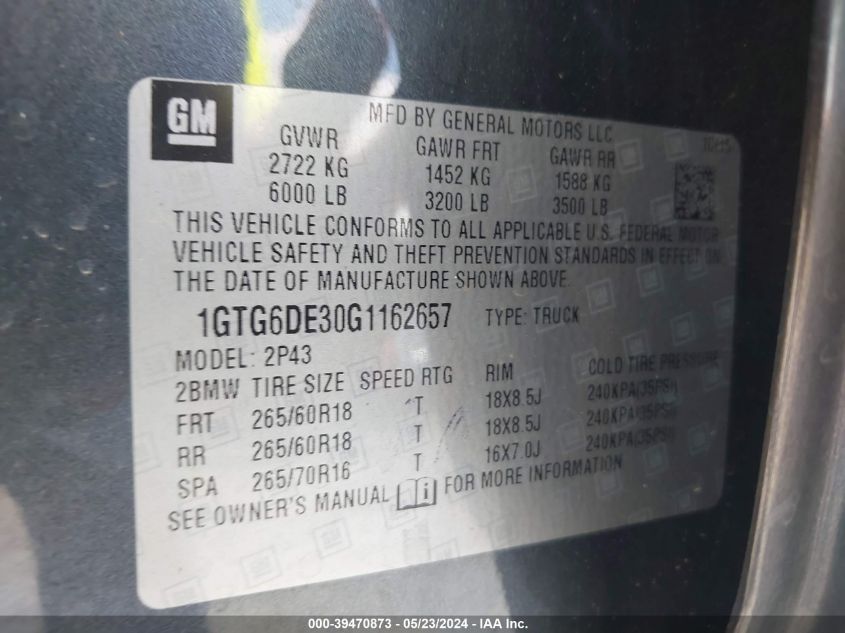 GM
MFD BY GENERAL MOTORS LLC
10/15
GVWR GAWR FRT GAWR RR
2722 KG 1452 KG 1588 KG
6000 LB 3200 LB 3500 LB
THIS VEHICLE CONFORMS TO ALL APPLICABLE U.S. FEDERAL MOTOR
VEHICLE SAFETY AND THEFT PREVENTION STANDARDS IN EFFECT ON
THE DATE OF MANUFACTURE SHOWN ABOVE.
1GTG6DE30G1162657 TYPE: TRUCK
MODEL: 2P43
2BMW TIRE SIZE SPEED RTG RIM COLD TIRE PRESSURE
FRT 265/60R18 T 18X8.5J 240KPA(35PSI)
RR 265/60R18 T 18X8.5J 240KPA(35PSI)
SPA 265/70R16 T 16X7.0J 240KPA(35PSI)
SEE OWNER'S MANUAL i FOR MORE INFORMATION
000-39470873 - 05/23/2024 - IAA Inc.